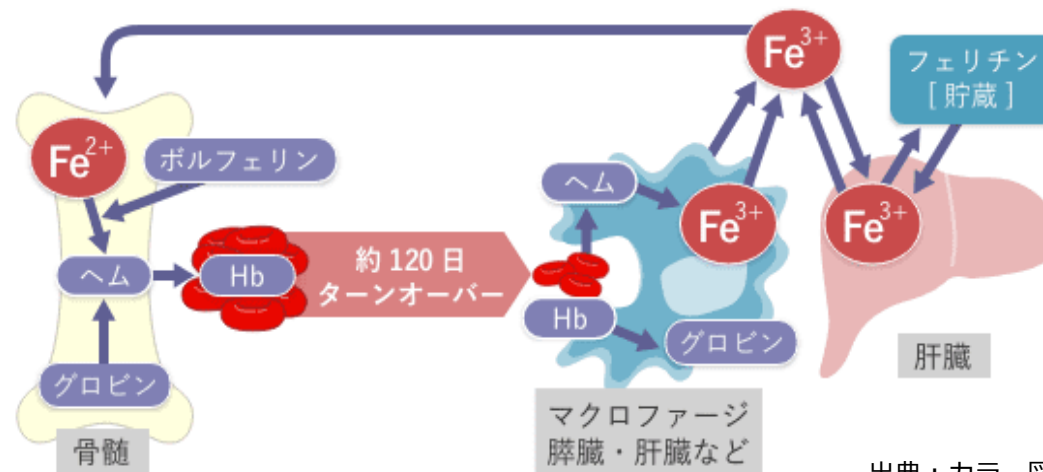 Fe3+
フェリチン
[ 貯蔵 ]
Fe2+
ボルフェリン
ヘム
Fe3+
Fe3+
ヘム
Hb
約 120 日
ターンオーバー
Hb
グロビン
グロビン
肝臓
骨髄
マクロファージ
膵臓・肝臓など